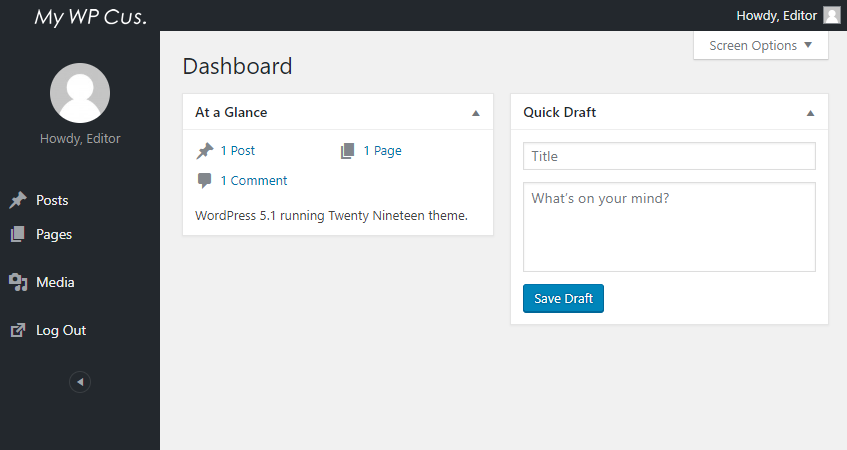 My WP Cus.
Howdy, Editor
Screen Options
Howdy, Editor
Posts
Pages
Media
Log Out
Dashboard
At a Glance
1 Post
1 Page
1 Comment
WordPress 5.1 running Twenty Nineteen theme.
Quick Draft
Title
What's on your mind?
Save Draft